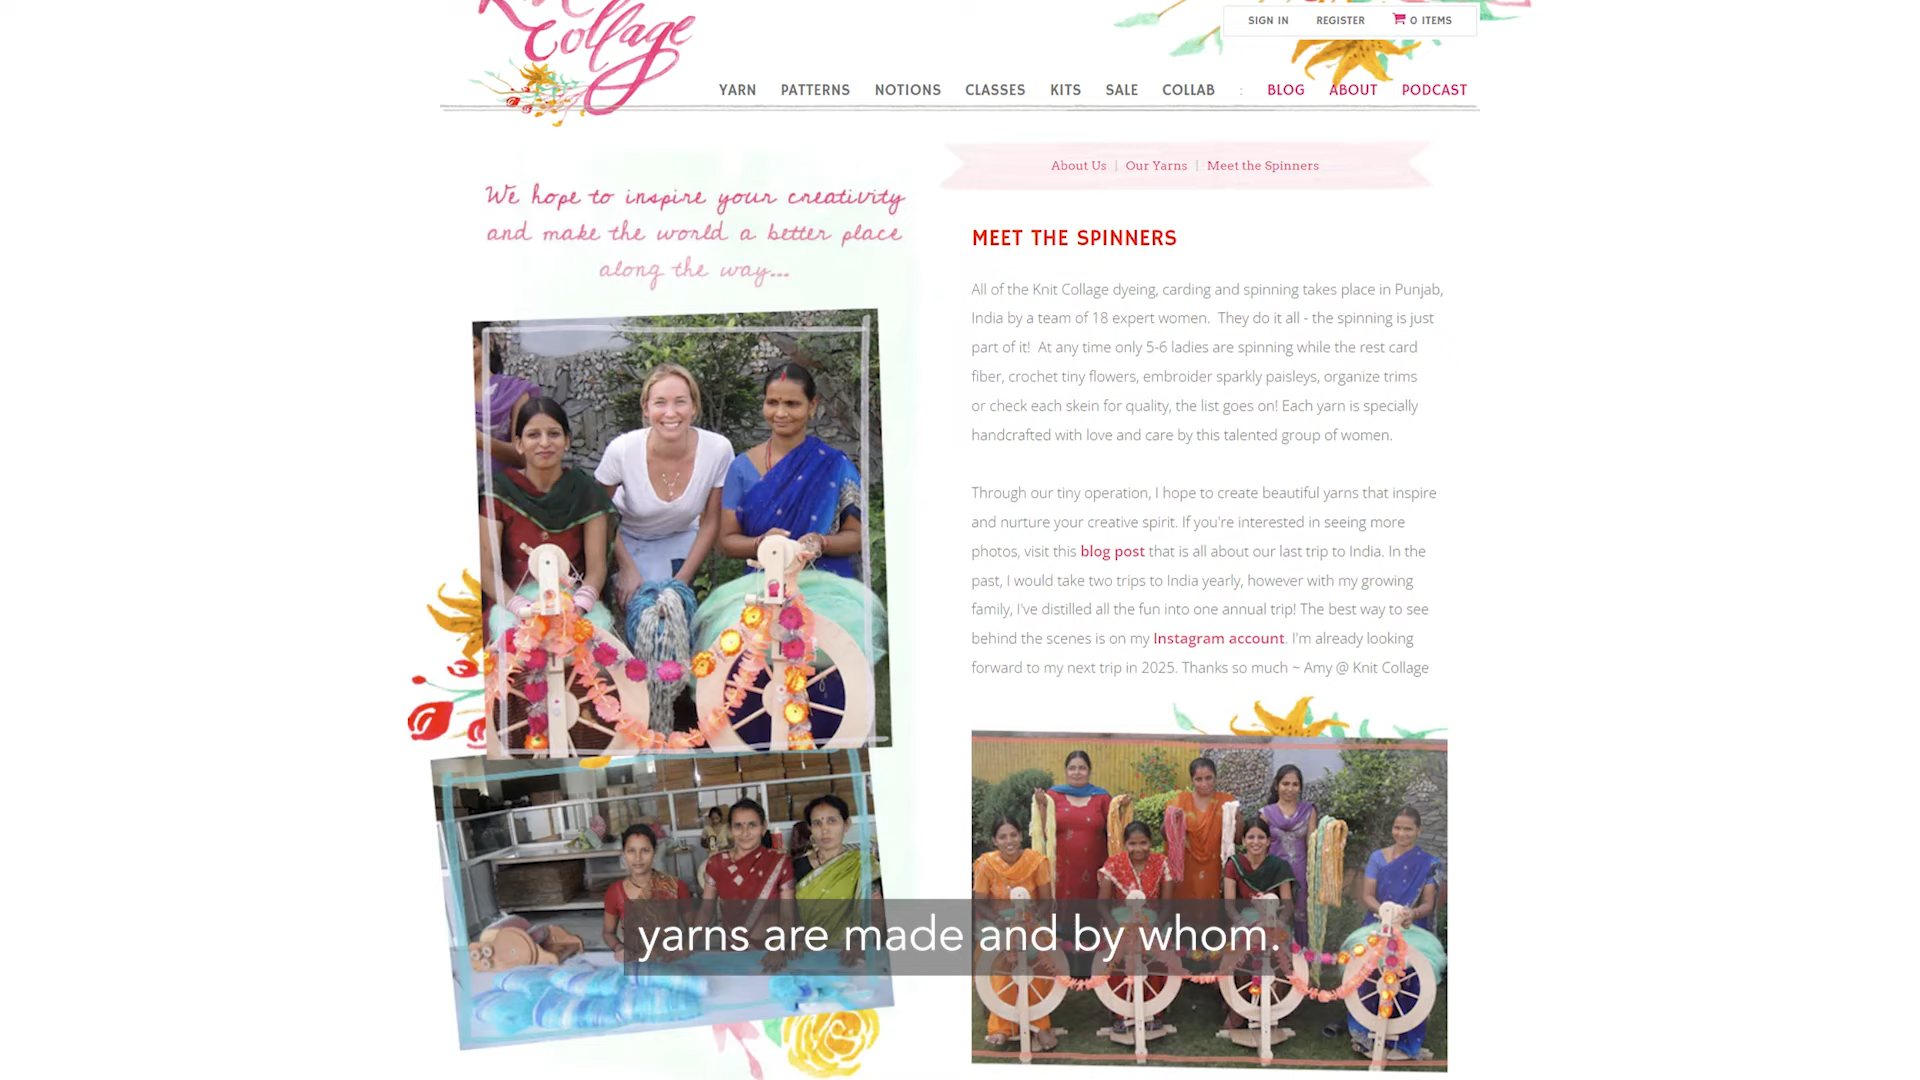 Knit
Collage
SIGN IN REGISTER 0 ITEMS
YARN PATTERNS NOTIONS CLASSES KITS SALE COLLAB : BLOG ABOUT PODCAST
We hope to inspire your creativity
and make the world a better place
along the way...
About Us | Our Yarns | Meet the Spinners
MEET THE SPINNERS
All of the Knit Collage dyeing, carding and spinning takes place in Punjab,
India by a team of 18 expert women. They do it all - the spinning is just
part of it! At any time only 5-6 ladies are spinning while the rest card
fiber, crochet tiny flowers, embroider sparkly paisleys, organize trims
or check each skein for quality, the list goes on! Each yarn is specially
handcrafted with love and care by this talented group of women.
Through our tiny operation, I hope to create beautiful yarns that inspire
and nurture your creative spirit. If you're interested in seeing more
photos, visit this blog post that is all about our last trip to India. In the
past, I would take two trips to India yearly, however with my growing
family, I've distilled all the fun into one annual trip! The best way to see
behind the scenes is on my Instagram account. I'm already looking
forward to my next trip in 2025. Thanks so much ~ Amy @ Knit Collage
yarns are made and by whom.